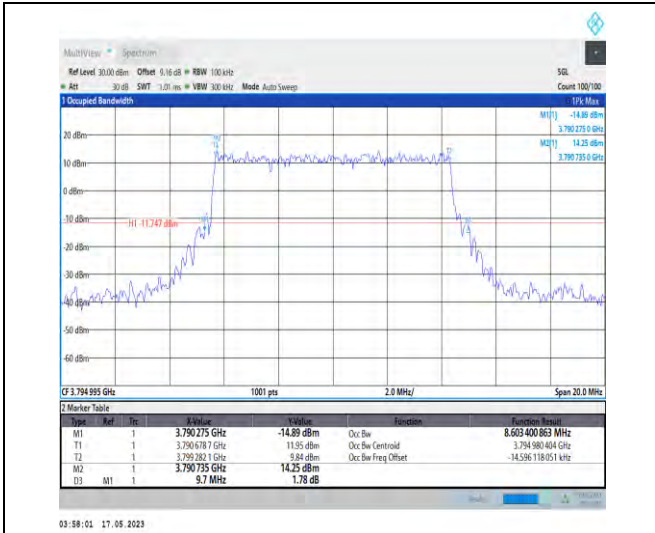 MultiView Spectrum
Ref Level 30.00 dBm Offset 9.16 dB RBW 100 kHz SGL
Att 30 dB SWT 1.01 ms VBW 300 kHz Mode Auto Sweep Count 100/100
1 Occupied Bandwidth 1Pk Max
M1[1] -14.89 dBm
3.790 275 0 GHz
M2[1] 14.25 dBm
3.790 735 0 GHz
20 dBm
10 dBm
0 dBm
-10 dBm
H1 -11.747 dBm
-20 dBm
-30 dBm
-40 dBm
-50 dBm
-60 dBm
CF 3.794 995 GHz 1001 pts 2.0 MHz/ Span 20.0 MHz
2 Marker Table
Type Ref Trc X-Value Y-Value Function Function Result
M1 1 3.790 275 GHz -14.89 dBm Occ Bw 8.603 400 863 MHz
T1 1 3.790 678 7 GHz 11.95 dBm Occ Bw Centroid 3.794 980 404 GHz
T2 1 3.799 282 1 GHz 9.84 dBm Occ Bw Freq Offset -14.596 118 051 kHz
M2 1 3.790 735 GHz 14.25 dBm
D3 M1 1 9.7 MHz 1.78 dB
03:58:01 17.05.2023